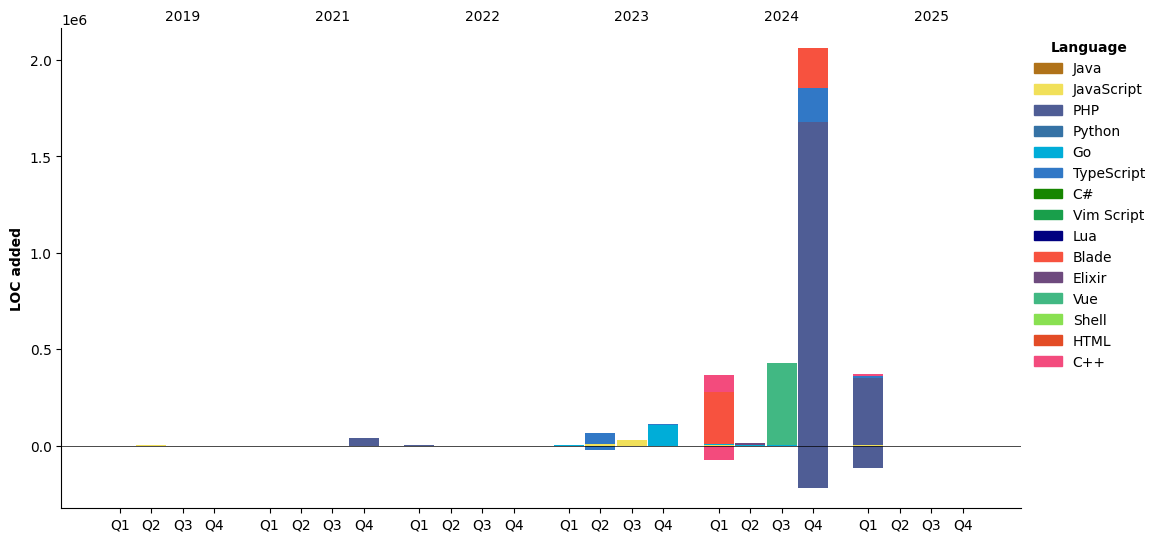 1e6
2019 2021 2022 2023 2024 2025
2.0
1.5
1.0
0.5
0.0
LOC added
Q1 Q2 Q3 Q4 Q1 Q2 Q3 Q4 Q1 Q2 Q3 Q4 Q1 Q2 Q3 Q4 Q1 Q2 Q3 Q4 Q1 Q2 Q3 Q4
Language
Java
JavaScript
PHP
Python
Go
TypeScript
C#
Vim Script
Lua
Blade
Elixir
Vue
Shell
HTML
C++